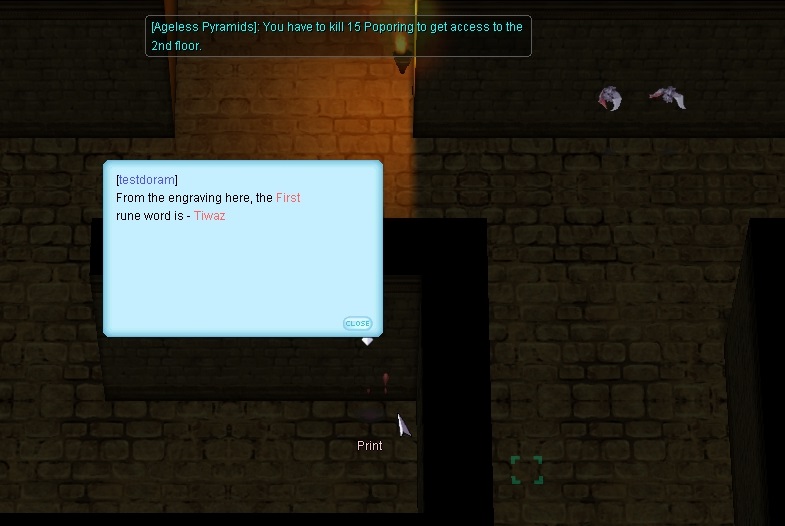 [Ageless Pyramids]: You have to kill 15 Poporing to get access to the
2nd floor.
[testdoram]
From the engraving here, the First
rune word is - Tiwaz
CLOSE
Print